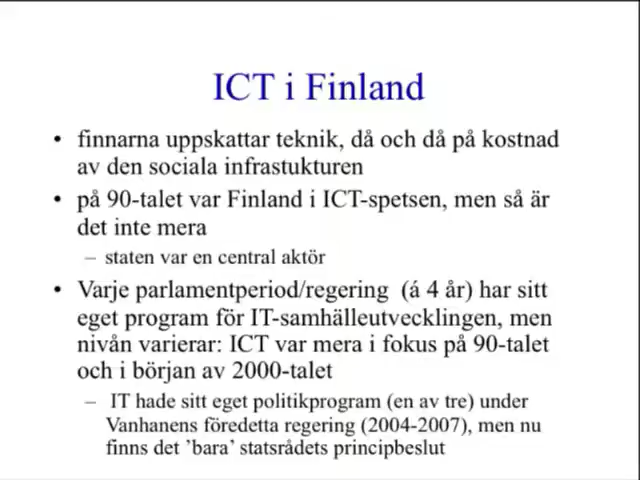 ICT i Finland
• finnarna uppskattar teknik, då och då på kostnad
av den sociala infrastukturen
• på 90-talet var Finland i ICT-spetsen, men så är
det inte mera
– staten var en central aktör
• Varje parlamentperiod/regering (á 4 år) har sitt
eget program för IT-samhälleutvecklingen, men
nivån varierar: ICT var mera i fokus på 90-talet
och i början av 2000-talet
– IT hade sitt eget politikprogram (en av tre) under
Vanhanens föredetta regering (2004-2007), men nu
finns det ’bara’ statsrådets principbeslut